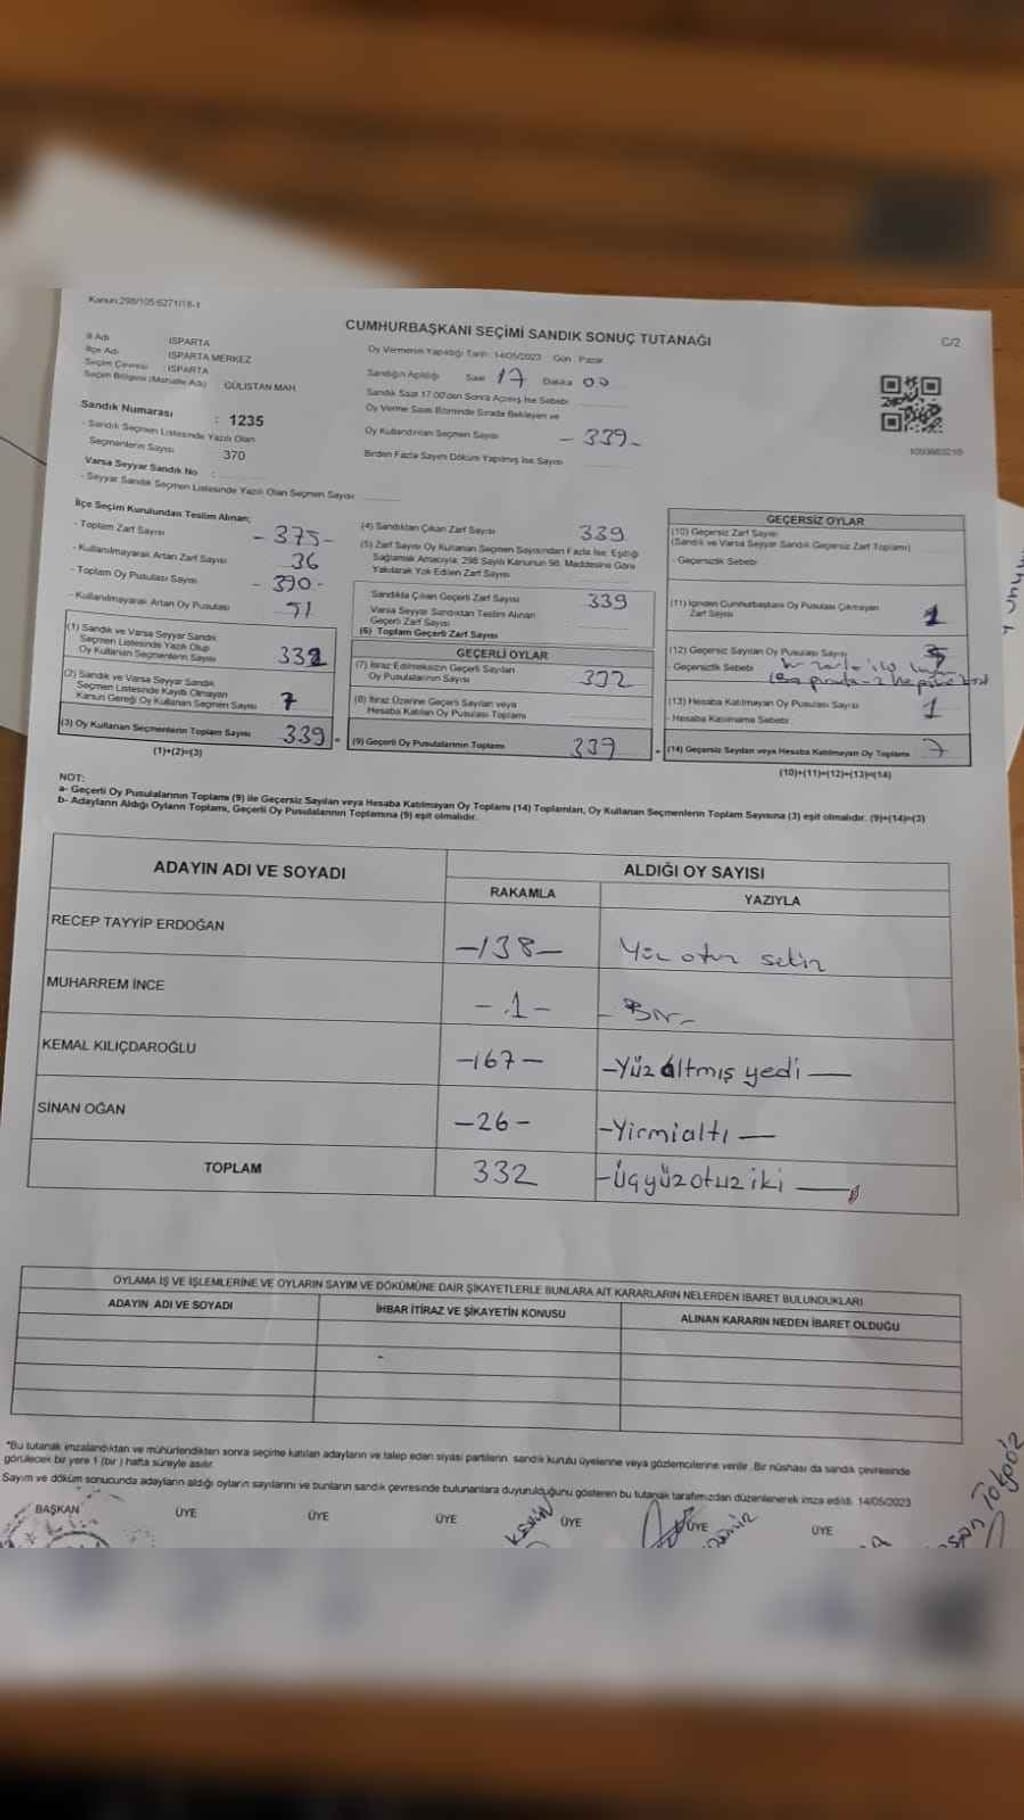 Kanun:298/105-6271/18-1
CUMHURBAŞKANI SEÇİMİ SANDIK SONUÇ TUTANAĞI
C/2
İl Adı : ISPARTA
İlçe Adı : ISPARTA MERKEZ
Seçim Çevresi : ISPARTA
Seçim Bölgesi (Mahalle Adı) : GÜLİSTAN MAH.
Sandık Numarası : 1235
- Sandık Seçmen Listesinde Yazılı Olan
Seçmenlerin Sayısı 370
Varsa Seyyar Sandık No :
- Seyyar Sandık Seçmen Listesinde Yazılı Olan Seçmen Sayısı
Oy Vermenin Yapıldığı Tarih: 14/05/2023 Gün : Pazar
Sandığın Açıldığı Saat 17 Dakika 00
Sandık Saat 17.00'den Sonra Açılmış İse Sebebi
Oy Verme Saati Bitiminde Sırada Bekleyen ve
Oy Kullandırılan Seçmen Sayısı - 339-
Birden Fazla Sayım Döküm Yapılmış İse Sayısı
İlçe Seçim Kurulundan Teslim Alınan;
- Toplam Zarf Sayısı - 375-
- Kullanılmayarak Artan Zarf Sayısı 36
- Toplam Oy Pusulası Sayısı - 390-
- Kullanılmayarak Artan Oy Pusulası 51
(1) Sandık ve Varsa Seyyar Sandık
Seçmen Listesinde Yazılı Olup
Oy Kullanan Seçmenlerin Sayısı 332
(2) Sandık ve Varsa Seyyar Sandık
Seçmen Listesinde Kayıtlı Olmayan
Kanun Gereği Oy Kullanan Seçmen Sayısı 7
(3) Oy Kullanan Seçmenlerin Toplam Sayısı 339
(1)+(2)=(3)
(4) Sandıktan Çıkan Zarf Sayısı 339
(5) Zarf Sayısı Oy Kullanan Seçmen Sayısından Fazla İse, Eşitliği
Sağlamak Amacıyla; 298 Sayılı Kanunun 98. Maddesine Göre
Yakılarak Yok Edilen Zarf Sayısı
Sandıkta Çıkan Geçerli Zarf Sayısı 339
Varsa Seyyar Sandıktan Teslim Alınan
Geçerli Zarf Sayısı
(6) Toplam Geçerli Zarf Sayısı
GEÇERLİ OYLAR
(7) İtiraz Edilmeksizin Geçerli Sayılan
Oy Pusulalarının Sayısı 332
(8) İtiraz Üzerine Geçerli Sayılan veya
Hesaba Katılan Oy Pusulası Toplamı
(9) Geçerli Oy Pusulalarının Toplamı
GEÇERSİZ OYLAR
(10) Geçersiz Zarf Sayısı
(Sandık ve Varsa Seyyar Sandık Geçersiz Zarf Toplamı)
- Geçersizlik Sebebi
(11) İçinden Cumhurbaşkanı Oy Pusulası Çıkmayan
Zarf Sayısı 1
(12) Geçersiz Sayılan Oy Pusulası Sayısı 5
Geçersizlik Sebebi
(13) Hesaba Katılmayan Oy Pusulası Sayısı 1
- Hesaba Katılmama Sebebi
(14) Geçersiz Sayılan veya Hesaba Katılmayan Oy Toplamı 7
(10)+(11)+(12)+(13)=(14)
NOT:
a- Geçerli Oy Pusulalarının Toplamı (9) ile Geçersiz Sayılan veya Hesaba Katılmayan Oy Toplamı (14) Toplamları, Oy Kullanan Seçmenlerin Toplam Sayısına (3) eşit olmalıdır. (9)+(14)=(3)
b- Adayların Aldığı Oyların Toplamı, Geçerli Oy Pusulalarının Toplamına (9) eşit olmalıdır.
ADAYIN ADI VE SOYADI
ALDIĞI OY SAYISI
RAKAMLA YAZIYLA
RECEP TAYYİP ERDOĞAN -138- Yüz otuz sekiz
MUHARREM İNCE - 1 - - Bir -
KEMAL KILIÇDAROĞLU -167- -Yüz altmış yedi -
SİNAN OĞAN -26- -Yirmialtı -
TOPLAM 332 -Üçyüzotuziki -
OYLAMA İŞ VE İŞLEMLERİNE VE OYLARIN SAYIM VE DÖKÜMÜNE DAİR ŞİKAYETLERLE BUNLARA AİT KARARLARIN NELERDEN İBARET BULUNDUKLARI
ADAYIN ADI VE SOYADI İHBAR İTİRAZ VE ŞİKAYETİN KONUSU ALINAN KARARIN NEDEN İBARET OLDUĞU
*Bu tutanak imzalandıktan ve mühürlendikten sonra seçime katılan adayların ve talep eden siyasi partilerin, sandık kurulu üyelerine veya gözlemcilerine verilir. Bir nüshası da sandık çevresinde
görülecek bir yere 1 (bir) hafta süreyle asılır.
Sayım ve döküm sonucunda adayların aldığı oyların sayılarını ve bunların sandık çevresinde bulunanlara duyurulduğunu gösteren bu tutanak tarafımızdan düzenlenerek imza edildi. 14/05/2023
BAŞKAN ÜYE ÜYE ÜYE ÜYE ÜYE ÜYE